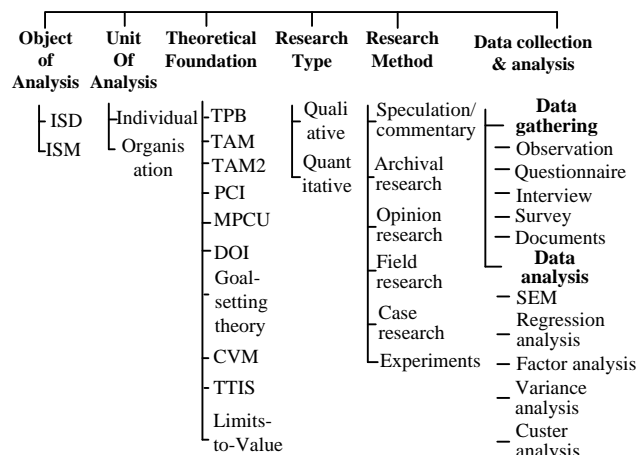 Object
of
Analysis
ISD
ISM
Unit
Of
Analysis
Individual
Organis
ation
Theoretical
Foundation
TPB
TAM
TAM2
PCI
MPCU
DOI
Goal-
setting
theory
CVM
TTIS
Limits-
to-Value
Research
Type
Quali
ative
Quant
itative
Research
Method
Speculation/
commentary
Archival
research
Opinion
research
Field
research
Case
research
Experiments
Data collection
& analysis
Data
gathering
Observation
Questionnaire
Interview
Survey
Documents
Data
analysis
SEM
Regression
analysis
Factor analysis
Variance
analysis
Custer
analysis